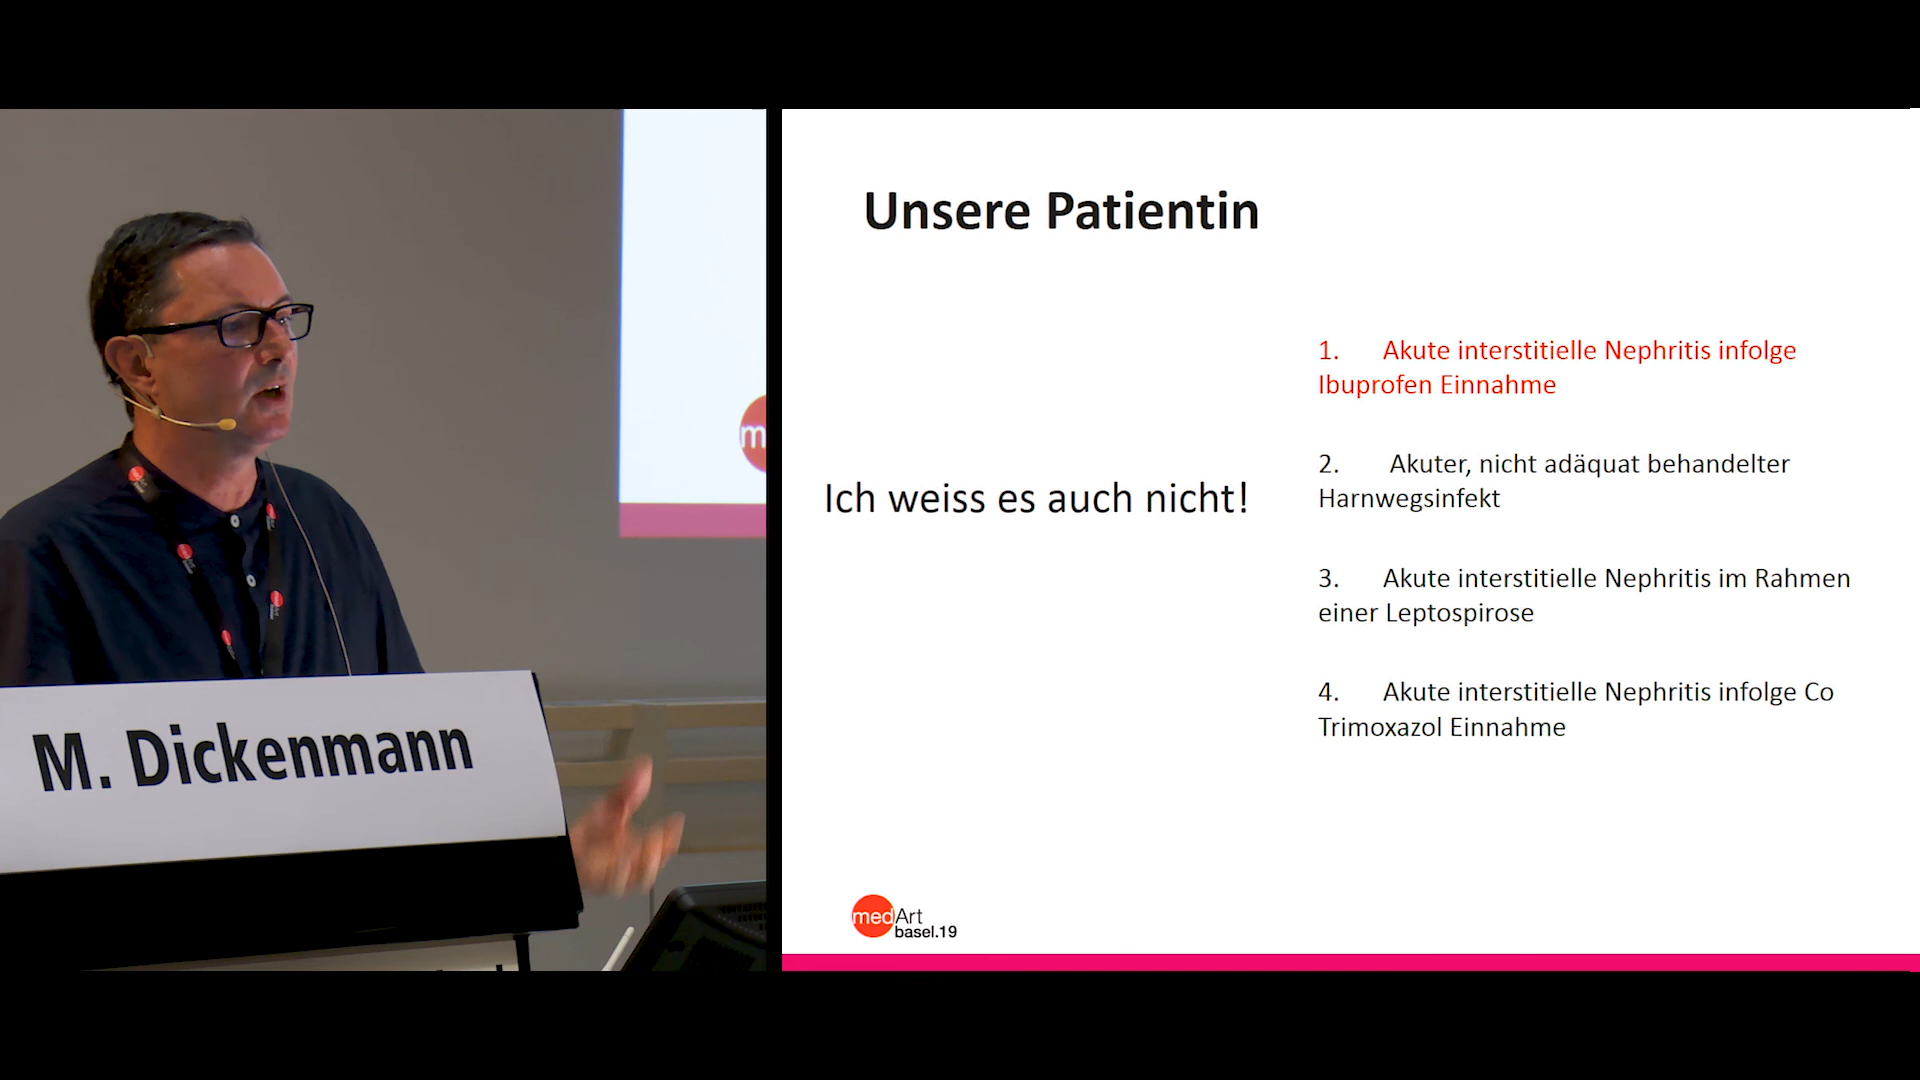 M. Dickenmann
m
Unsere Patientin
Ich weiss es auch nicht!
1. Akute interstitielle Nephritis infolge
Ibuprofen Einnahme
2. Akuter, nicht adäquat behandelter
Harnwegsinfekt
3. Akute interstitielle Nephritis im Rahmen
einer Leptospirose
4. Akute interstitielle Nephritis infolge Co
Trimoxazol Einnahme
medArt
basel.19